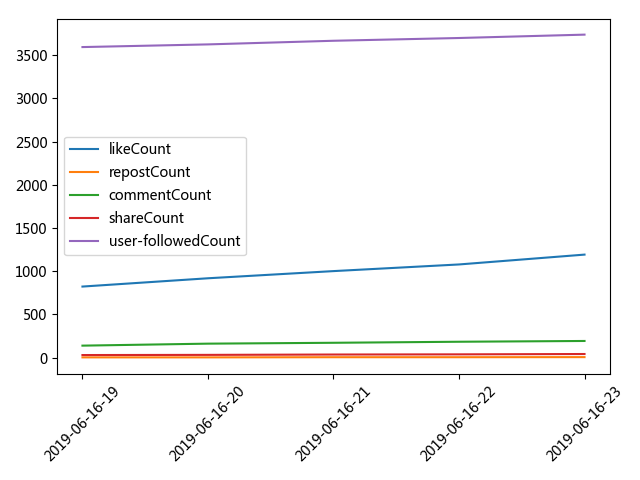 3500
3000
2500
2000
1500
1000
500
0
likeCount
repostCount
commentCount
shareCount
user-followedCount
2019-06-16-19
2019-06-16-20
2019-06-16-21
2019-06-16-22
2019-06-16-23